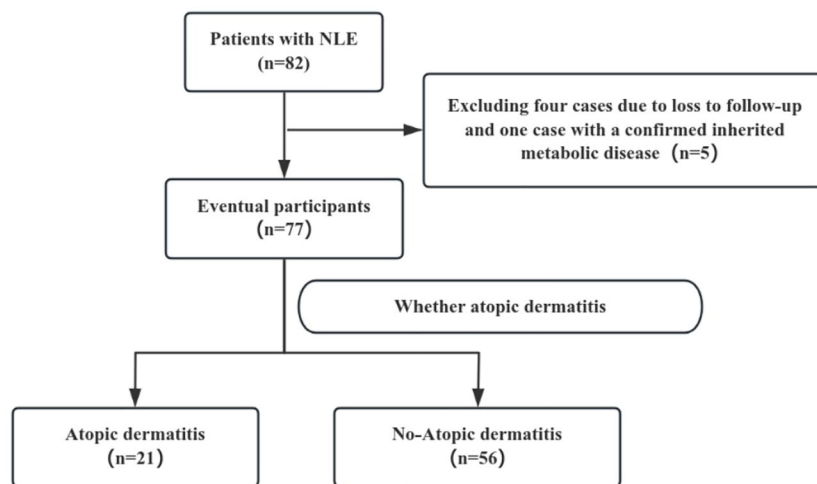 Patients with NLE
(n=82)
Excluding four cases due to loss to follow-up
and one case with a confirmed inherited
metabolic disease（n=5）
Eventual participants
（n=77）
Whether atopic dermatitis
Atopic dermatitis
（n=21）
No-Atopic dermatitis
（n=56）